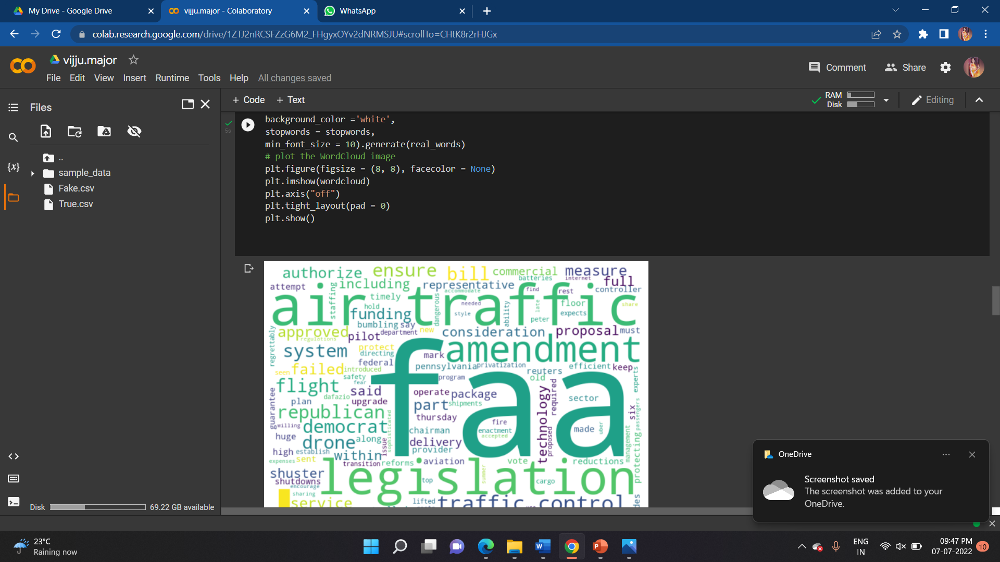 My Drive - Google Drive
vijju.major - Colaboratory
WhatsApp
colab.research.google.com/drive/1ZTJ2nRCSFZzG6M2_FHgyxOYv2dNRMSJU#scrollTo=CHtK8r2rHJGx
vijju.major
File Edit View Insert Runtime Tools Help All changes saved
Comment
Share
Files
+ Code + Text
RAM
Disk
Editing
..
sample_data
Fake.csv
True.csv
{x}
5s
background_color ='white',
stopwords = stopwords,
min_font_size = 10).generate(real_words)
# plot the WordCloud image
plt.figure(figsize = (8, 8), facecolor = None)
plt.imshow(wordcloud)
plt.axis("off")
plt.tight_layout(pad = 0)
plt.show()
authorize ensure bill commercial measure
batteries internet full
attempt including representative controller
staffing air traffic
accommodate find rest
timely dangerous needed floor share
hold late
funding style ability expects
peter
bumbling say
approved pilot department new consideration proposal must
regulations
regrettably system protect amendment
directing mark
federal pennsylvania privatization efficient keep
seen failed introduced reuters
safety program old experts
flight fear faa
said operate package required
dafazio technology
guarantee plan upgrade part shipments sector six
republican thursday passengers
sophisticated fire
willing democrat chairman enactment made uber
accepted
huge drone along issue delivery proposed management
provider
high establish within protecting
expenses sent transition reforms aviation vote reductions
shuster legislation
shutdowns top summer cargo
encourage
sharing
service lifted traffic control
Disk 69.22 GB available
OneDrive
Screenshot saved
The screenshot was added to your
OneDrive.
23°C
Raining now
ENG
IN
09:47 PM
07-07-2022
10